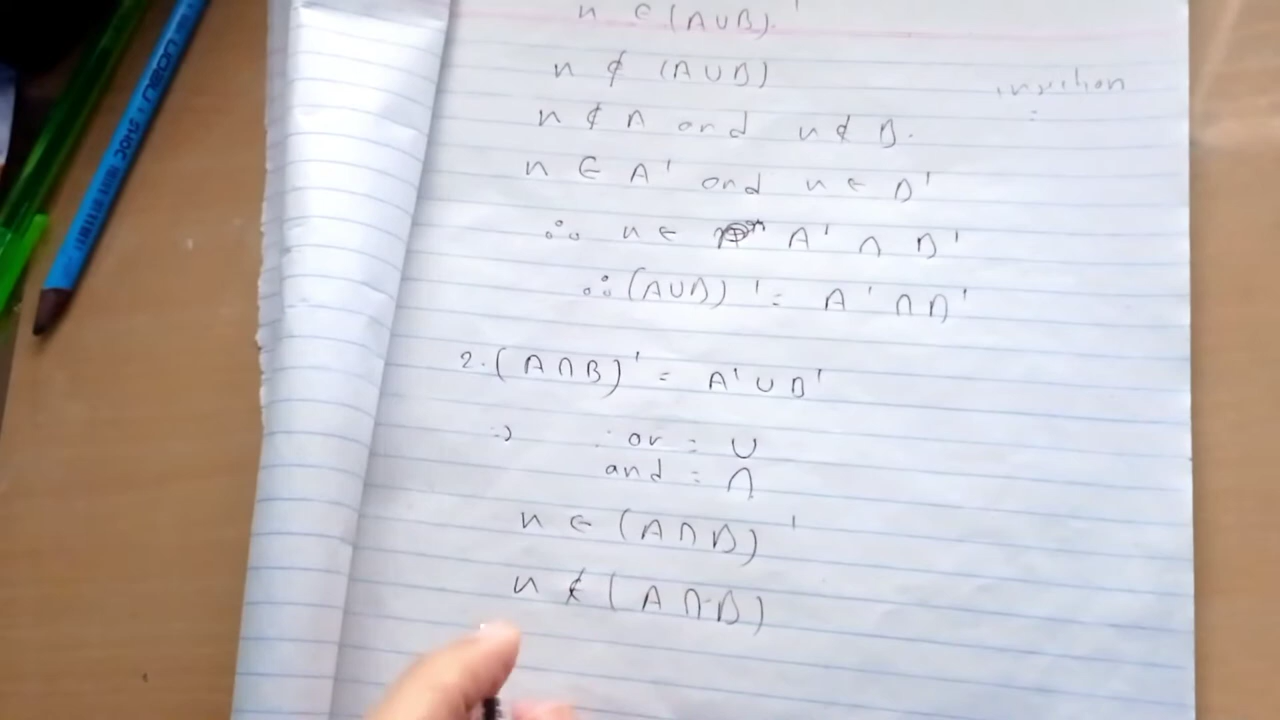 n ∈ (A∪B)'
n ∉ (A∪B)
n ∉ A and n ∉ B.
n ∈ A' and n ∈ B'
∴ n ∈ A' ∩ B'
∴ (A∪B)' = A' ∩ B'
2. (A∩B)' = A' ∪ B'
⇒ or = ∪
and = ∩
n ∈ (A∩B)'
n ∉ (A∩B)